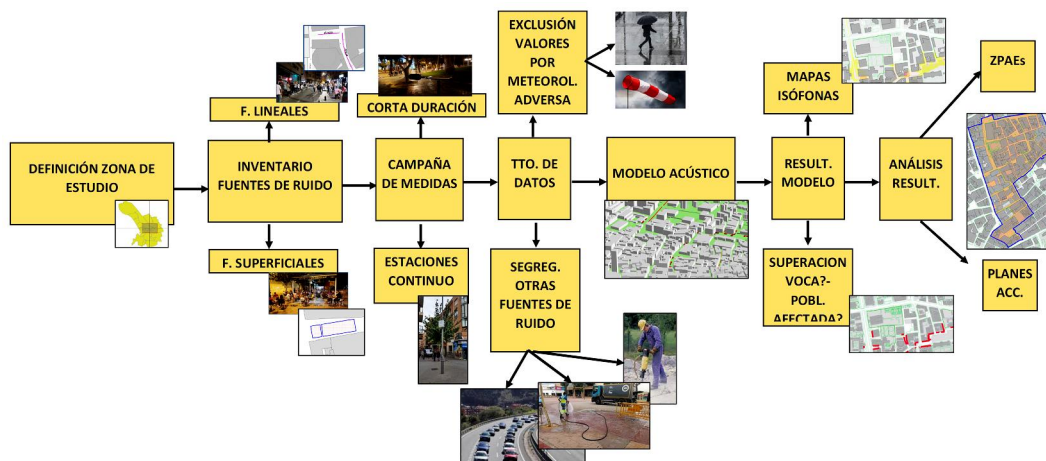 EXCLUSIÓN
VALORES
POR
METEOROL.
ADVERSA
MAPAS
ISÓFONAS
ZPAEs
F. LINEALES
CORTA DURACIÓN
DEFINICIÓN ZONA DE
ESTUDIO
INVENTARIO
FUENTES DE RUIDO
CAMPAÑA
DE MEDIDAS
TTO. DE
DATOS
MODELO ACÚSTICO
RESULT.
MODELO
ANÁLISIS
RESULT.
F. SUPERFICIALES
ESTACIONES
CONTINUO
SEGREG.
OTRAS
FUENTES DE
RUIDO
SUPERACION
VOCA?-
POBL.
AFECTADA?
PLANES
ACC.